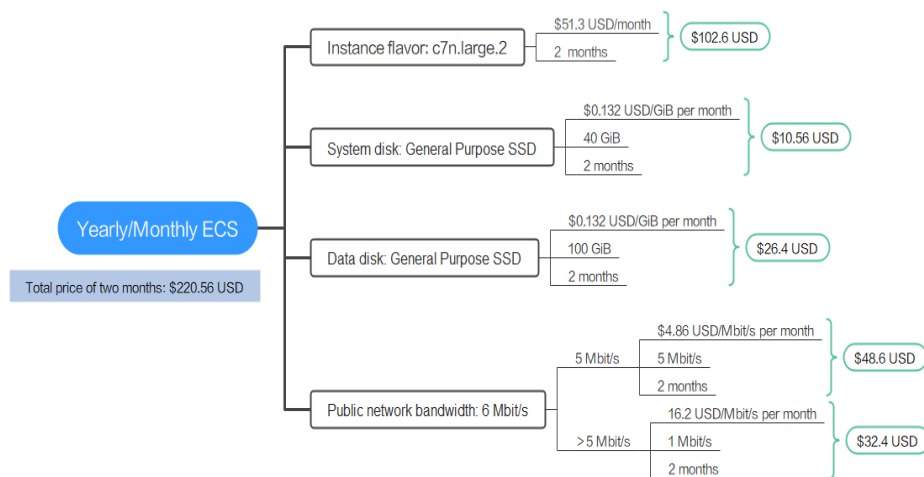 Yearly/Monthly ECS
Total price of two months: $220.56 USD
Instance flavor: c7n.large.2
$51.3 USD/month
2 months
$102.6 USD
System disk: General Purpose SSD
$0.132 USD/GiB per month
40 GiB
2 months
$10.56 USD
Data disk: General Purpose SSD
$0.132 USD/GiB per month
100 GiB
2 months
$26.4 USD
Public network bandwidth: 6 Mbit/s
5 Mbit/s
$4.86 USD/Mbit/s per month
5 Mbit/s
2 months
$48.6 USD
>5 Mbit/s
16.2 USD/Mbit/s per month
1 Mbit/s
2 months
$32.4 USD